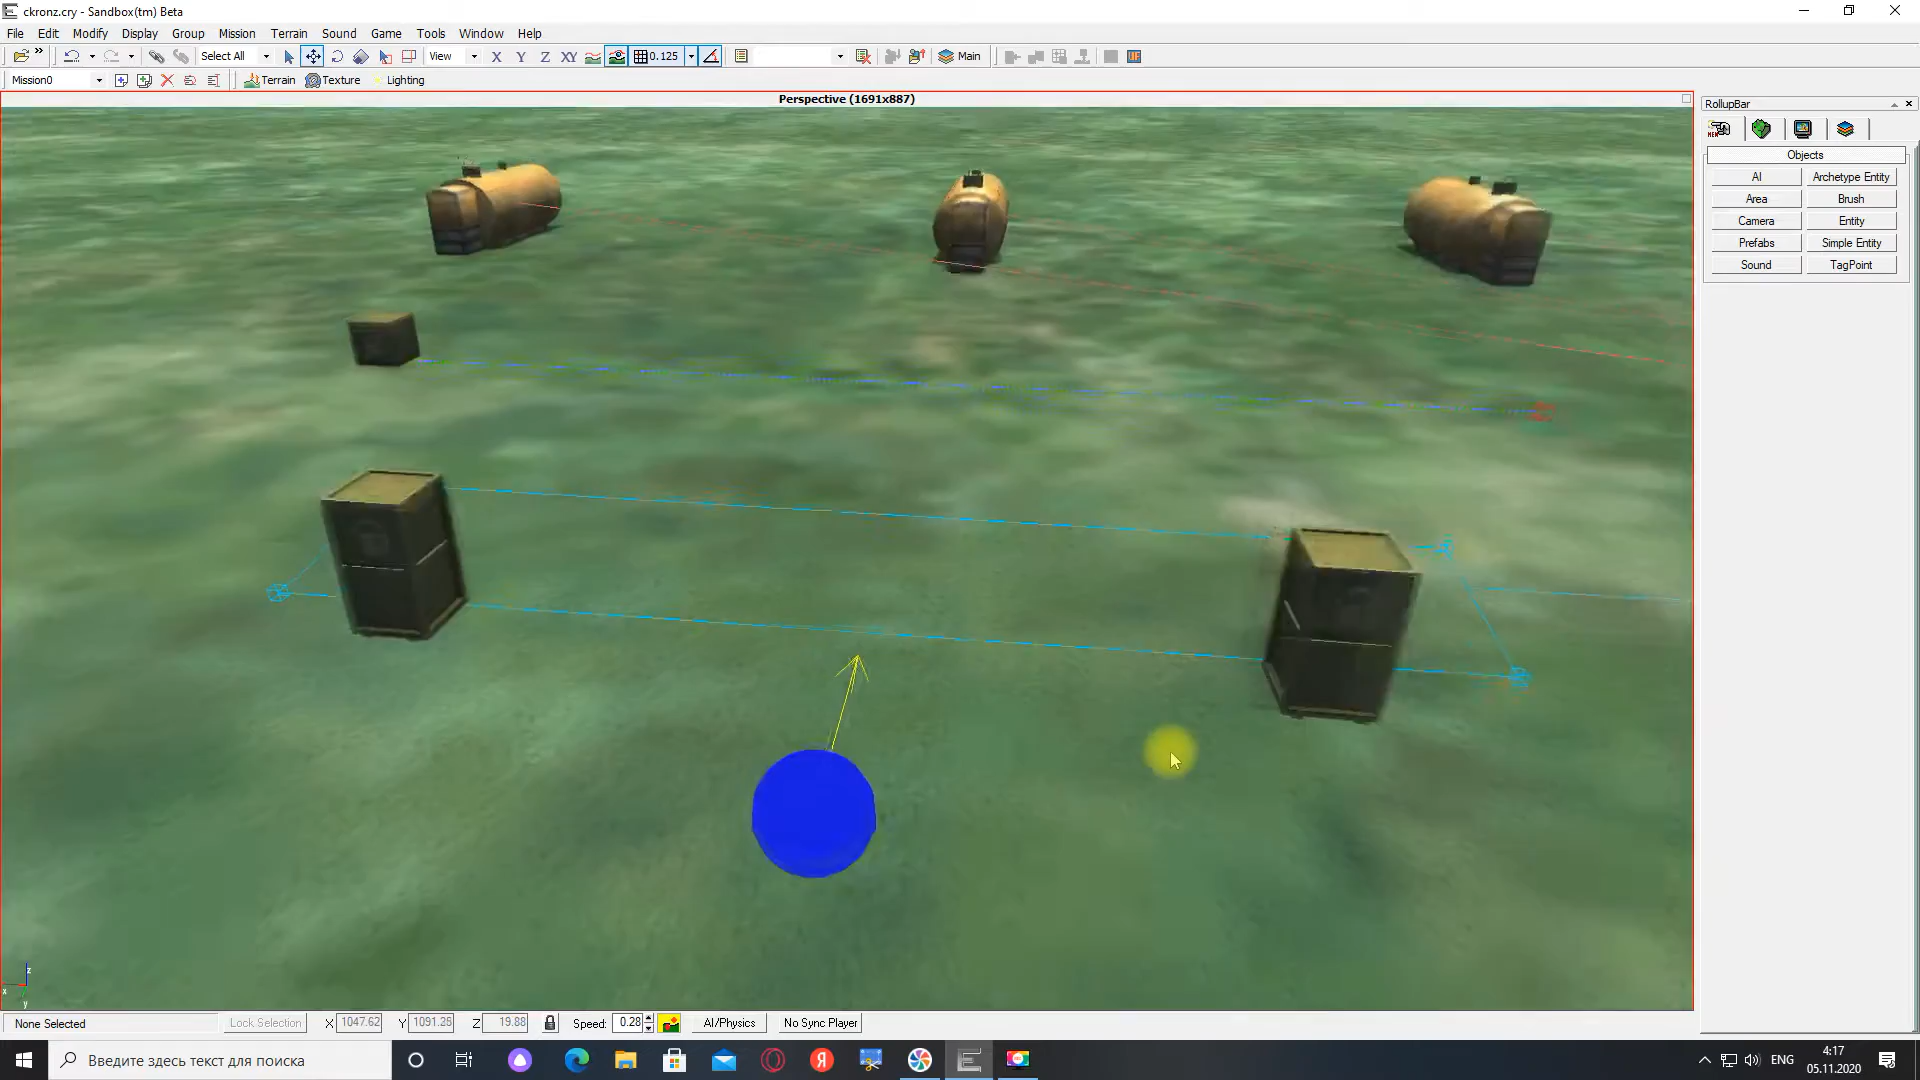 ckronz.cry - Sandbox(tm) Beta
File Edit Modify Display Group Mission Terrain Sound Game Tools Window Help
Select All View X Y Z XY 0.125 Main
Mission0 Terrain Texture Lighting
Perspective (1691x887)
RollupBar
Objects
AI Archetype Entity
Area Brush
Camera Entity
Prefabs Simple Entity
Sound TagPoint
z
x
y
None Selected Lock Selection X 1047.62 Y 1091.28 Z 19.88 Speed: 0.28 AI/Physics No Sync Player
Введите здесь текст для поиска
ENG
4:17
05.11.2020